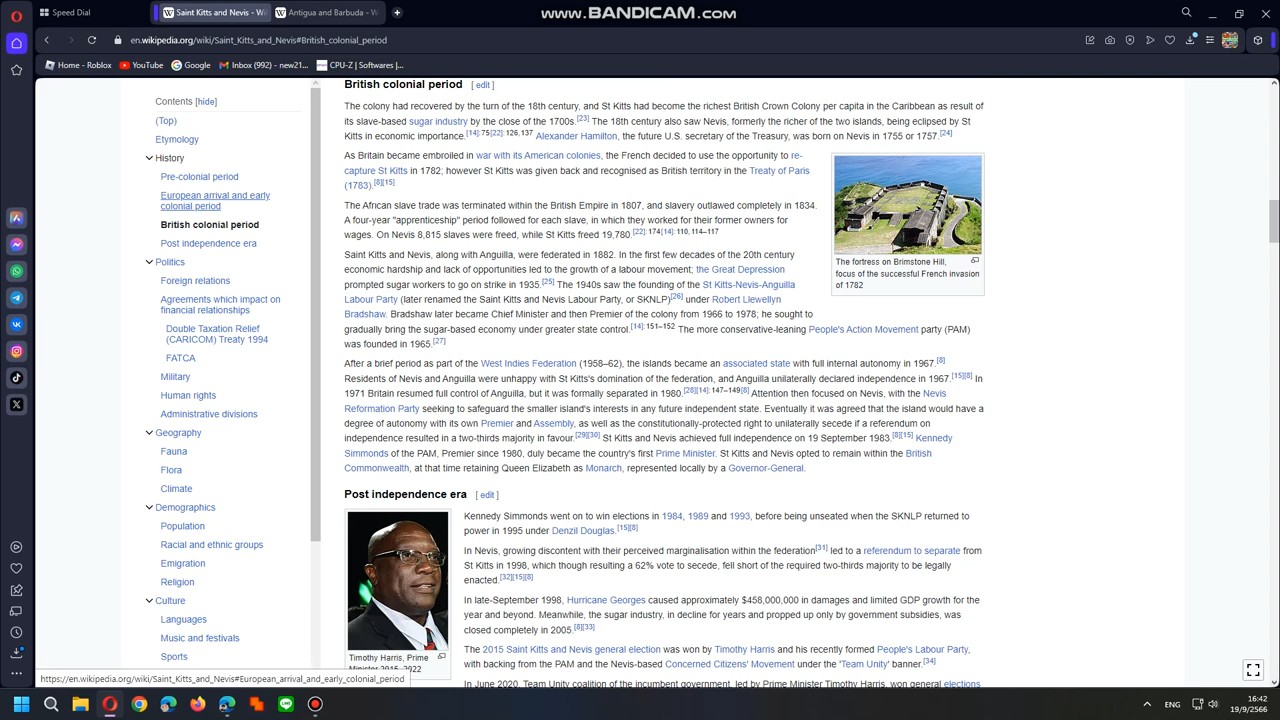 Speed Dial
Saint Kitts and Nevis - Wi
Antigua and Barbuda - W
WWW.BANDICAM.COM
en.wikipedia.org/wiki/Saint_Kitts_and_Nevis#British_colonial_period
Home - Roblox
YouTube
Google
Inbox (992) - new21...
CPU-Z | Softwares |...
Contents [hide]
(Top)
Etymology
History
Pre-colonial period
European arrival and early
colonial period
British colonial period
Post independence era
Politics
Foreign relations
Agreements which impact on
financial relationships
Double Taxation Relief
(CARICOM) Treaty 1994
FATCA
Military
Human rights
Administrative divisions
Geography
Fauna
Flora
Climate
Demographics
Population
Racial and ethnic groups
Emigration
Religion
Culture
Languages
Music and festivals
Sports
British colonial period [ edit ]
The colony had recovered by the turn of the 18th century, and St Kitts had become the richest British Crown Colony per capita in the Caribbean as result of
its slave-based sugar industry by the close of the 1700s.[23] The 18th century also saw Nevis, formerly the richer of the two islands, being eclipsed by St
Kitts in economic importance.[14]: 75 [22]: 126, 137 Alexander Hamilton, the future U.S. secretary of the Treasury, was born on Nevis in 1755 or 1757.[24]
As Britain became embroiled in war with its American colonies, the French decided to use the opportunity to re-
capture St Kitts in 1782; however St Kitts was given back and recognised as British territory in the Treaty of Paris
(1783).[8][15]
The African slave trade was terminated within the British Empire in 1807, and slavery outlawed completely in 1834.
A four-year "apprenticeship" period followed for each slave, in which they worked for their former owners for
wages. On Nevis 8,815 slaves were freed, while St Kitts freed 19,780.[22]: 174 [14]: 110, 114–117
Saint Kitts and Nevis, along with Anguilla, were federated in 1882. In the first few decades of the 20th century
economic hardship and lack of opportunities led to the growth of a labour movement; the Great Depression
prompted sugar workers to go on strike in 1935.[25] The 1940s saw the founding of the St Kitts-Nevis-Anguilla
Labour Party (later renamed the Saint Kitts and Nevis Labour Party, or SKNLP)[26] under Robert Llewellyn
Bradshaw. Bradshaw later became Chief Minister and then Premier of the colony from 1966 to 1978; he sought to
gradually bring the sugar-based economy under greater state control.[14]: 151–152 The more conservative-leaning People's Action Movement party (PAM)
was founded in 1965.[27]
The fortress on Brimstone Hill,
focus of the successful French invasion
of 1782
After a brief period as part of the West Indies Federation (1958–62), the islands became an associated state with full internal autonomy in 1967.[8]
Residents of Nevis and Anguilla were unhappy with St Kitts's domination of the federation, and Anguilla unilaterally declared independence in 1967.[15][8] In
1971 Britain resumed full control of Anguilla, but it was formally separated in 1980.[28][14]: 147–149 [8] Attention then focused on Nevis, with the Nevis
Reformation Party seeking to safeguard the smaller island's interests in any future independent state. Eventually it was agreed that the island would have a
degree of autonomy with its own Premier and Assembly, as well as the constitutionally-protected right to unilaterally secede if a referendum on
independence resulted in a two-thirds majority in favour.[29][30] St Kitts and Nevis achieved full independence on 19 September 1983.[8][15] Kennedy
Simmonds of the PAM, Premier since 1980, duly became the country's first Prime Minister. St Kitts and Nevis opted to remain within the British
Commonwealth, at that time retaining Queen Elizabeth as Monarch, represented locally by a Governor-General.
Post independence era [ edit ]
Kennedy Simmonds went on to win elections in 1984, 1989 and 1993, before being unseated when the SKNLP returned to
power in 1995 under Denzil Douglas.[15][8]
In Nevis, growing discontent with their perceived marginalisation within the federation[31] led to a referendum to separate from
St Kitts in 1998, which though resulting a 62% vote to secede, fell short of the required two-thirds majority to be legally
enacted.[32][15][8]
In late-September 1998, Hurricane Georges caused approximately $458,000,000 in damages and limited GDP growth for the
year and beyond. Meanwhile, the sugar industry, in decline for years and propped up only by government subsidies, was
closed completely in 2005.[8][33]
The 2015 Saint Kitts and Nevis general election was won by Timothy Harris and his recently formed People's Labour Party,
with backing from the PAM and the Nevis-based Concerned Citizens' Movement under the 'Team Unity' banner.[34]
In June 2020, Team Unity coalition of the incumbent government, led by Prime Minister Timothy Harris, won general elections
Timothy Harris, Prime
Minister 2015–2022
https://en.wikipedia.org/wiki/Saint_Kitts_and_Nevis#European_arrival_and_early_colonial_period
ENG
16:42
19/9/2566